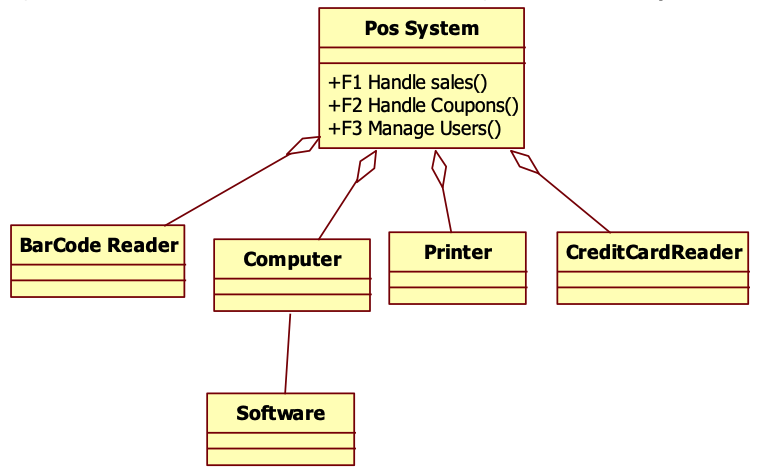 Pos System
+F1 Handle sales()
+F2 Handle Coupons()
+F3 Manage Users()
BarCode Reader
Computer
Printer
CreditCardReader
Software